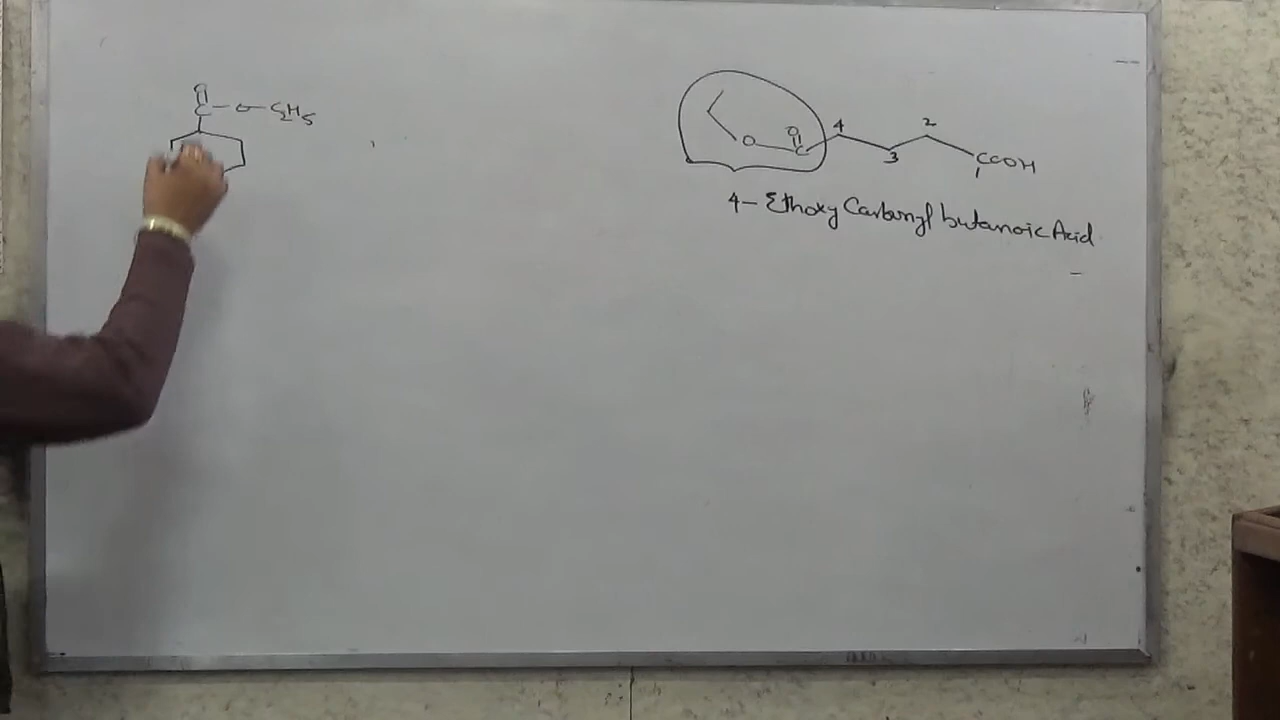 O
C-O-C2H5
O
O C 4 3 2 COOH
1
4- Ethoxy Carbonyl butanoic Acid